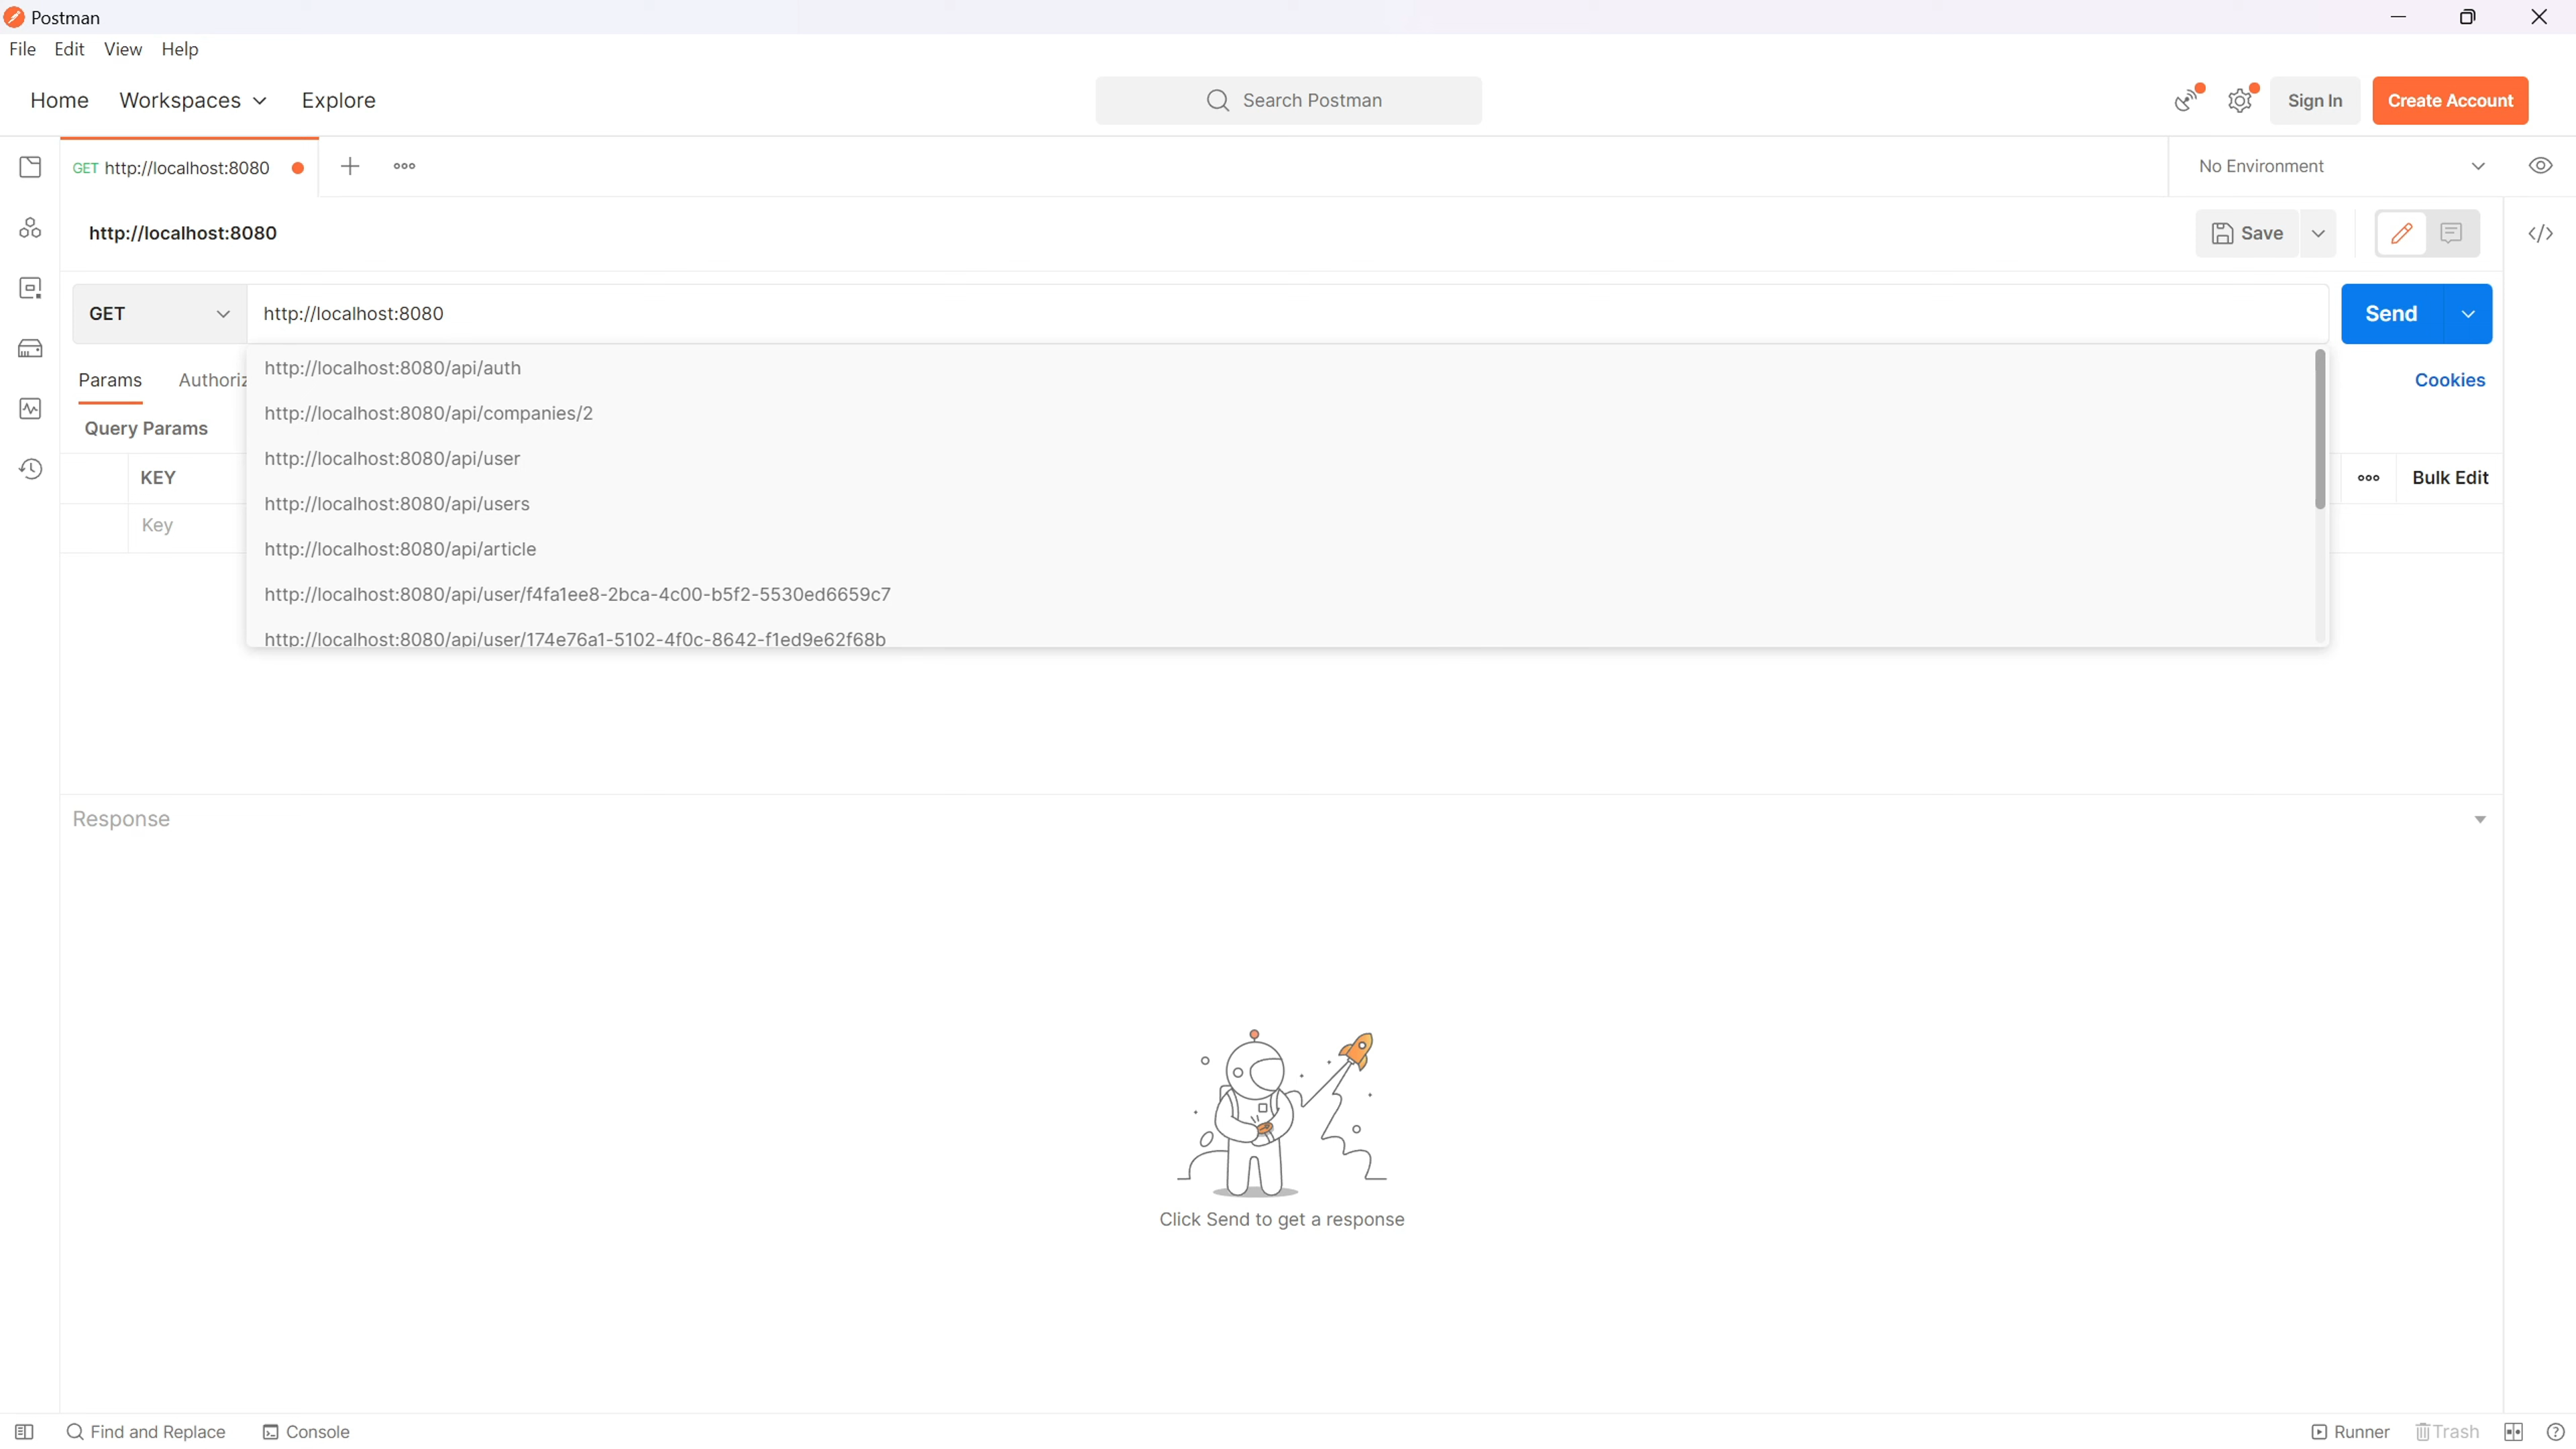 Postman
File Edit View Help
Home Workspaces Explore Search Postman Sign In Create Account
GET http://localhost:8080 No Environment
http://localhost:8080 Save
GET http://localhost:8080 Send
http://localhost:8080/api/auth
Params Authoriz Cookies
http://localhost:8080/api/companies/2
Query Params
http://localhost:8080/api/user
KEY Bulk Edit
http://localhost:8080/api/users
Key
http://localhost:8080/api/article
http://localhost:8080/api/user/f4fa1ee8-2bca-4c00-b5f2-5530ed6659c7
http://localhost:8080/api/user/174e76a1-5102-4f0c-8642-f1ed9e62f68b
Response
Click Send to get a response
Find and Replace Console Runner Trash